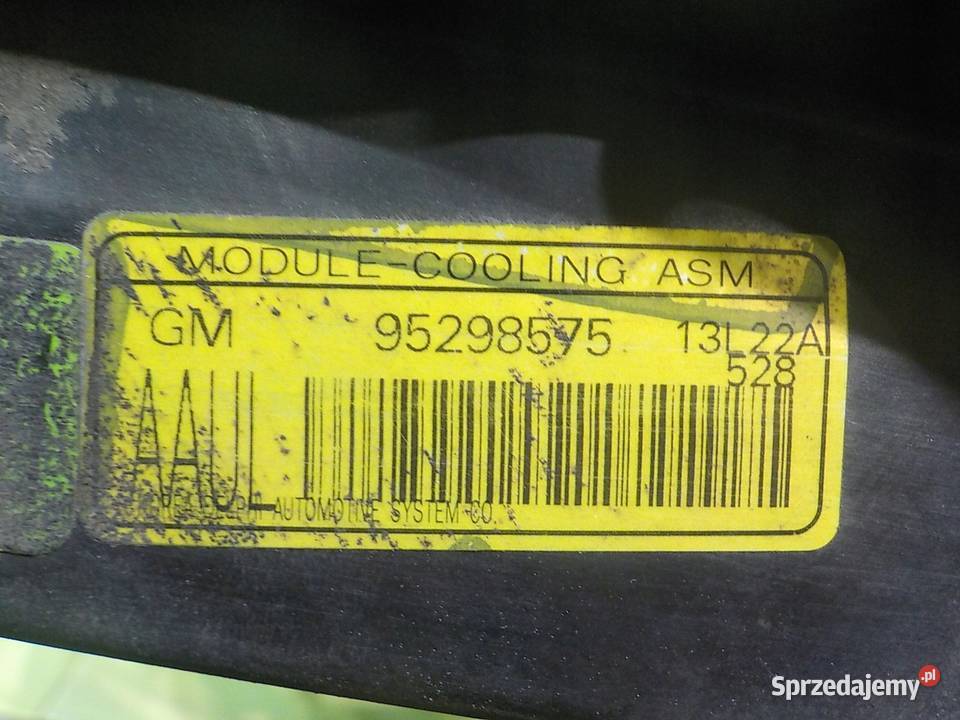 MODULE-COOLING ASM
GM 95298575 13L22A
528
AAUL
AUTOMOTIVE SYSTEM CO.
Sprzedajemy.pl